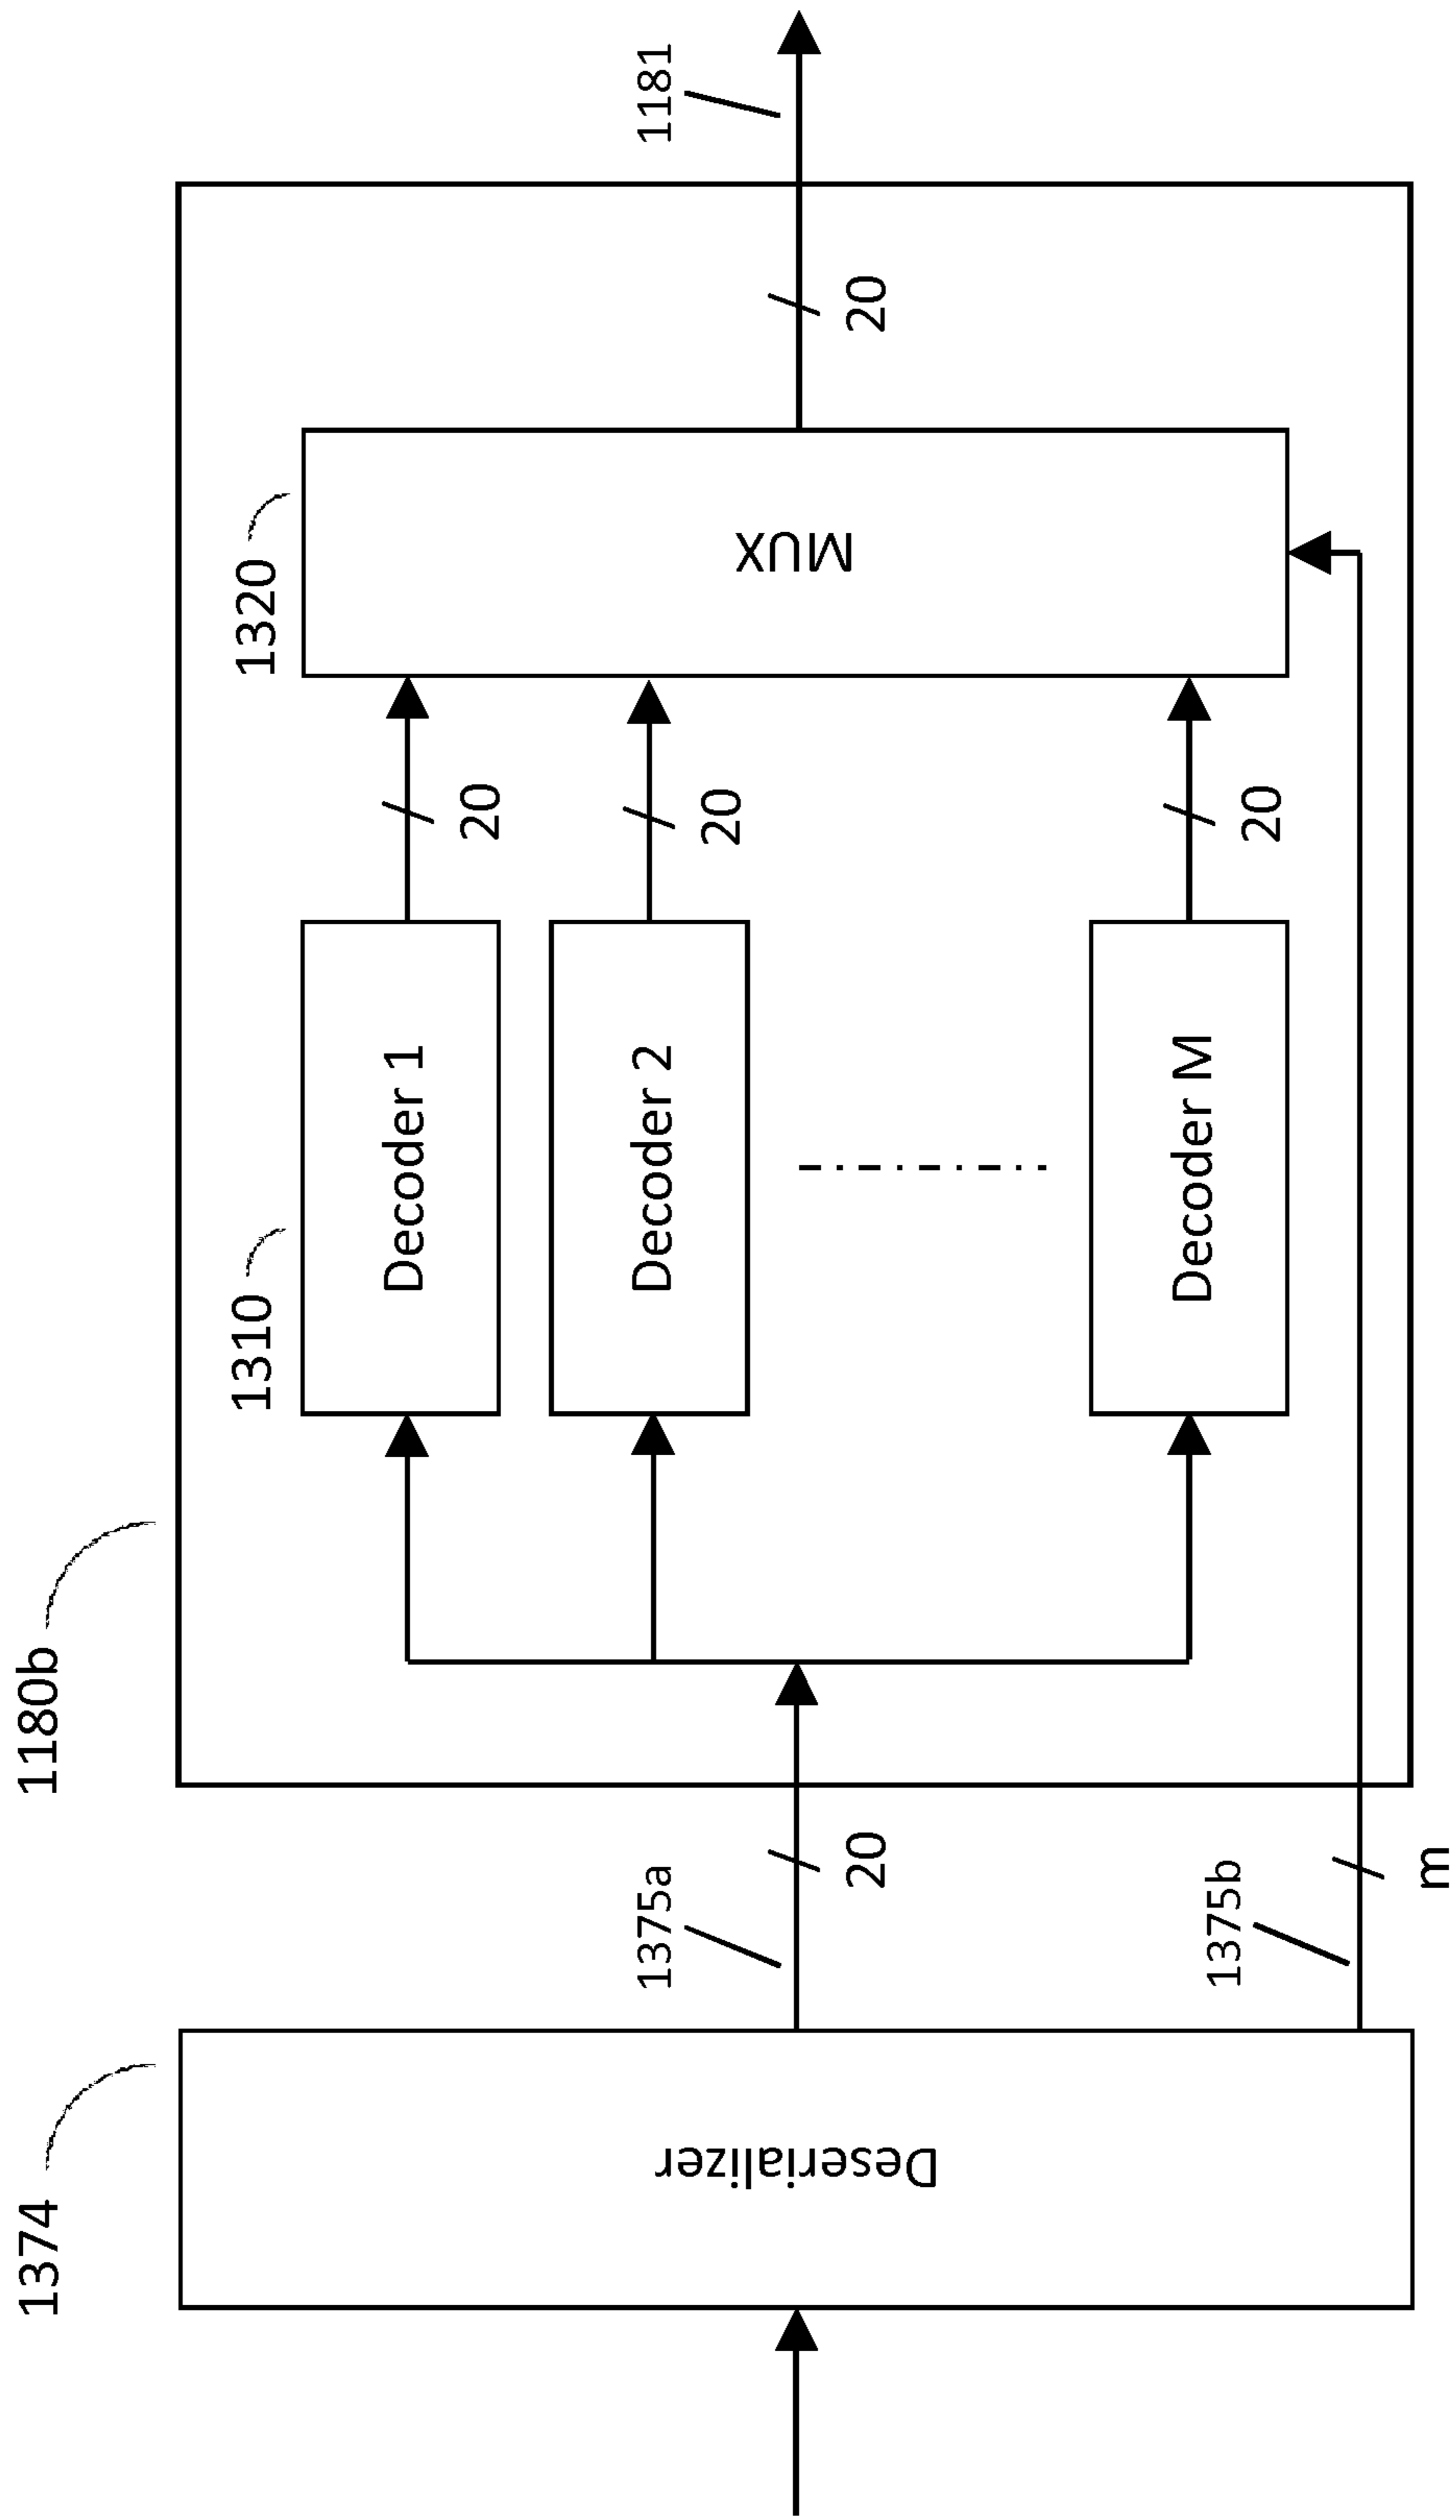 1374
Deserializer
1375a
20
1375b
m
1180b
1310
Decoder 1
Decoder 2
Decoder M
20
20
20
1320
MUX
20
1181